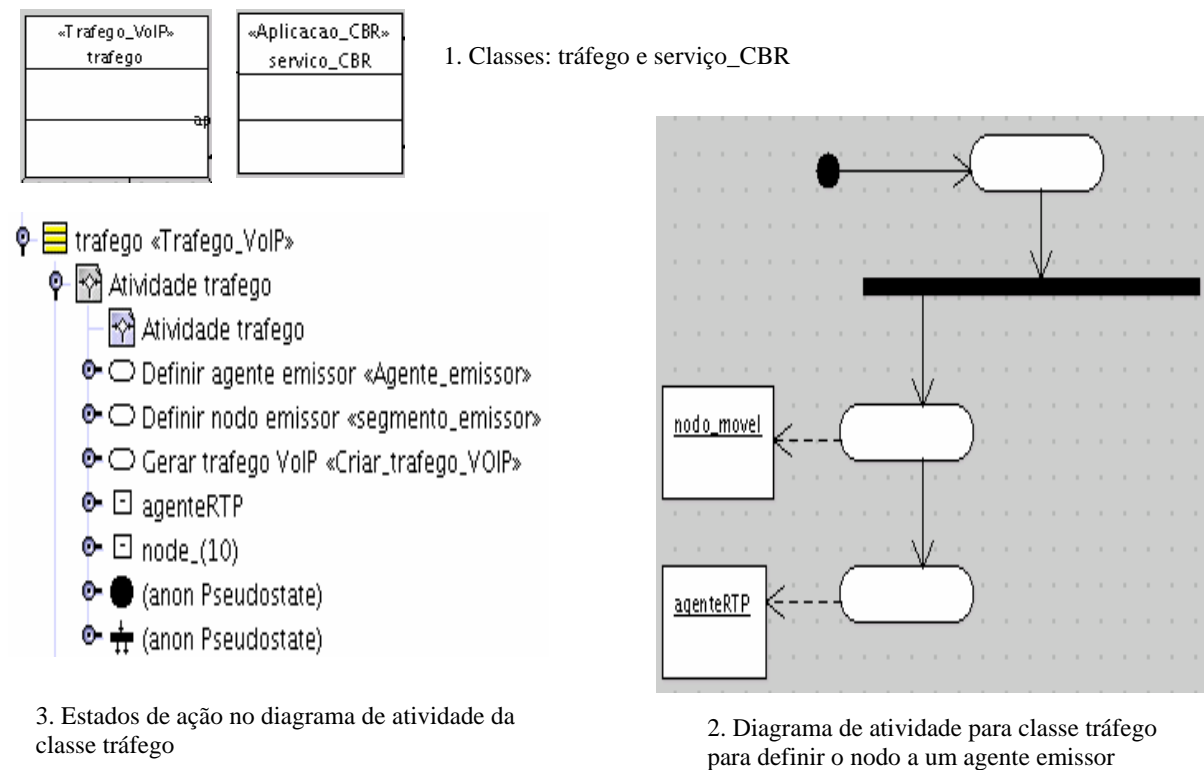 «Trafego_VoIP»
trafego
ap
«Aplicacao_CBR»
servico_CBR
1. Classes: tráfego e serviço_CBR
trafego «Trafego_VoIP»
Atividade trafego
Atividade trafego
Definir agente emissor «Agente_emissor»
Definir nodo emissor «segmento_emissor»
Gerar trafego VoIP «Criar_trafego_VOIP»
agenteRTP
node_(10)
(anon Pseudostate)
(anon Pseudostate)
3. Estados de ação no diagrama de atividade da
classe tráfego
nodo_movel
agenteRTP
2. Diagrama de atividade para classe tráfego
para definir o nodo a um agente emissor